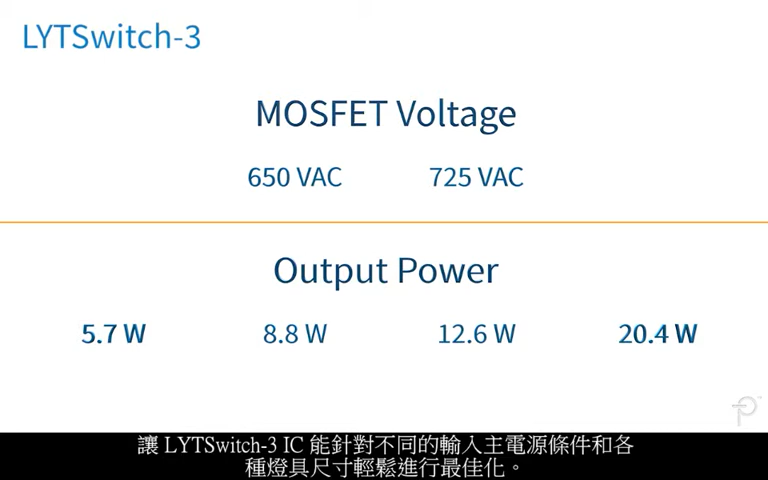 LYTSwitch-3
MOSFET Voltage
650 VAC 725 VAC
Output Power
5.7 W 8.8 W 12.6 W 20.4 W
讓 LYTSwitch-3 IC 能針對不同的輸入主電源條件和各
種燈具尺寸輕鬆進行最佳化。